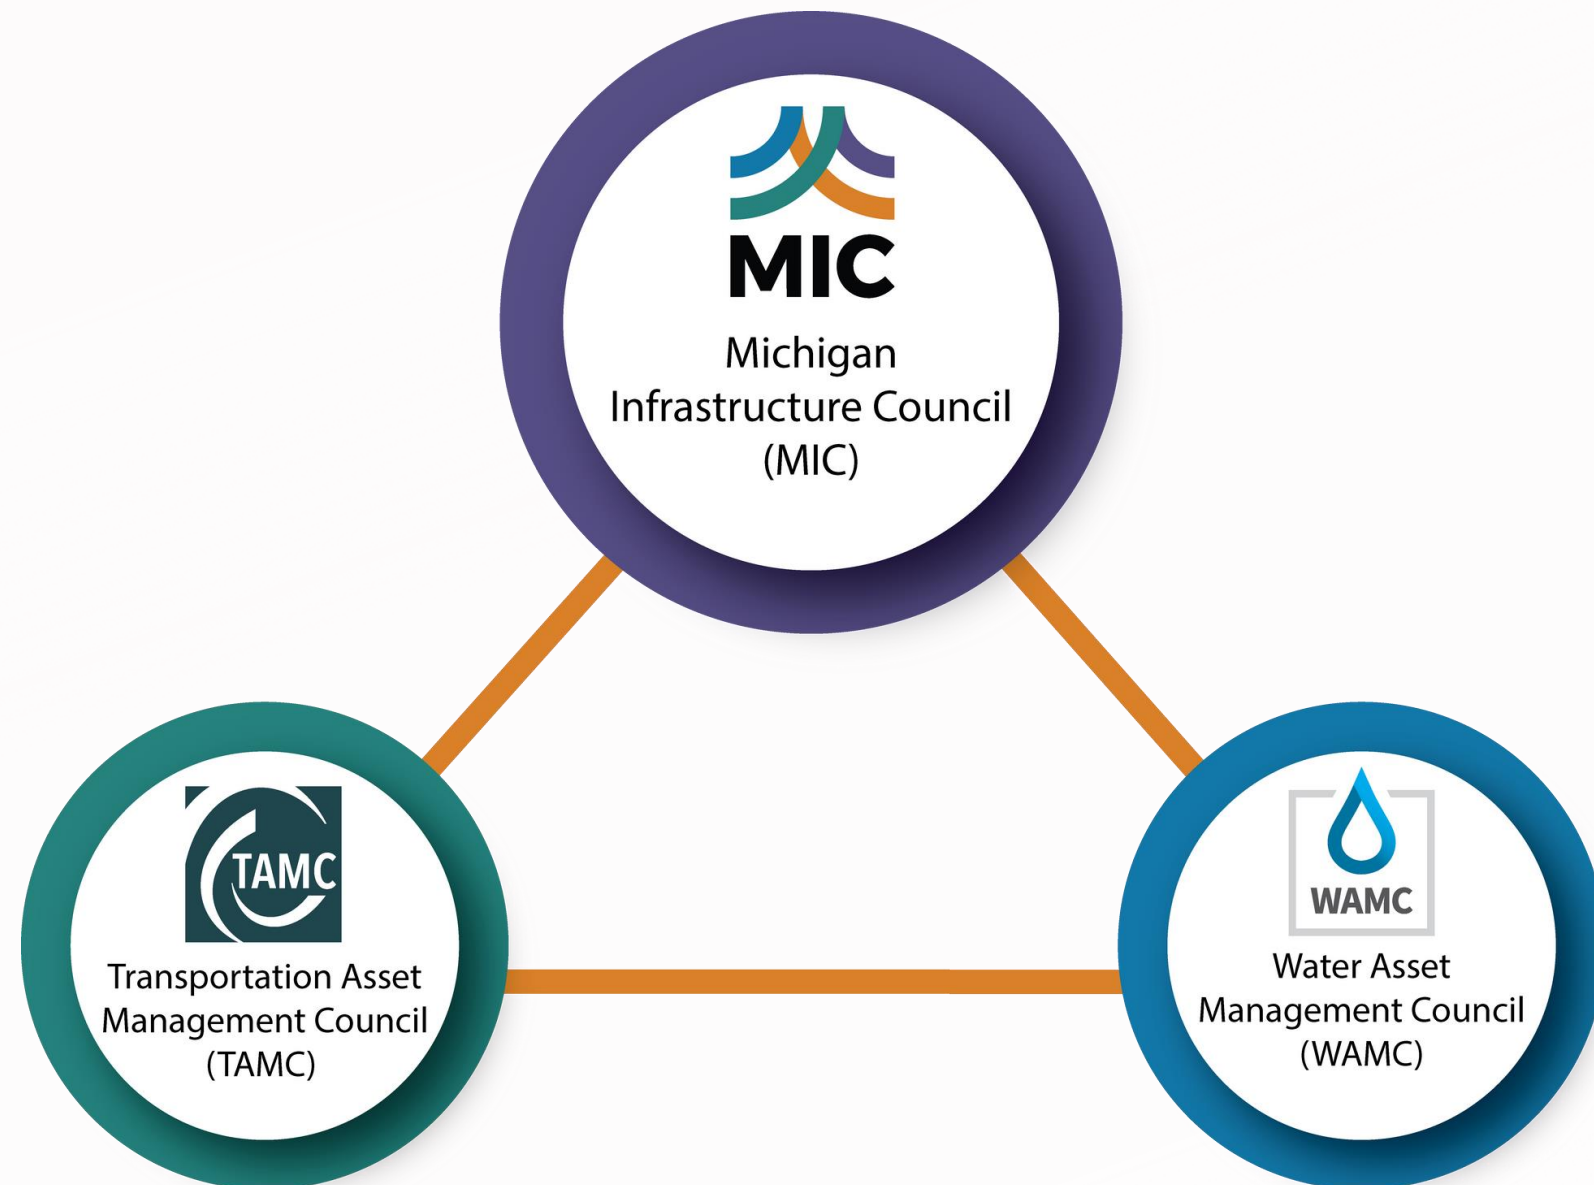 MIC
Michigan
Infrastructure Council
(MIC)
TAMC
Transportation Asset
Management Council
(TAMC)
WAMC
Water Asset
Management Council
(WAMC)